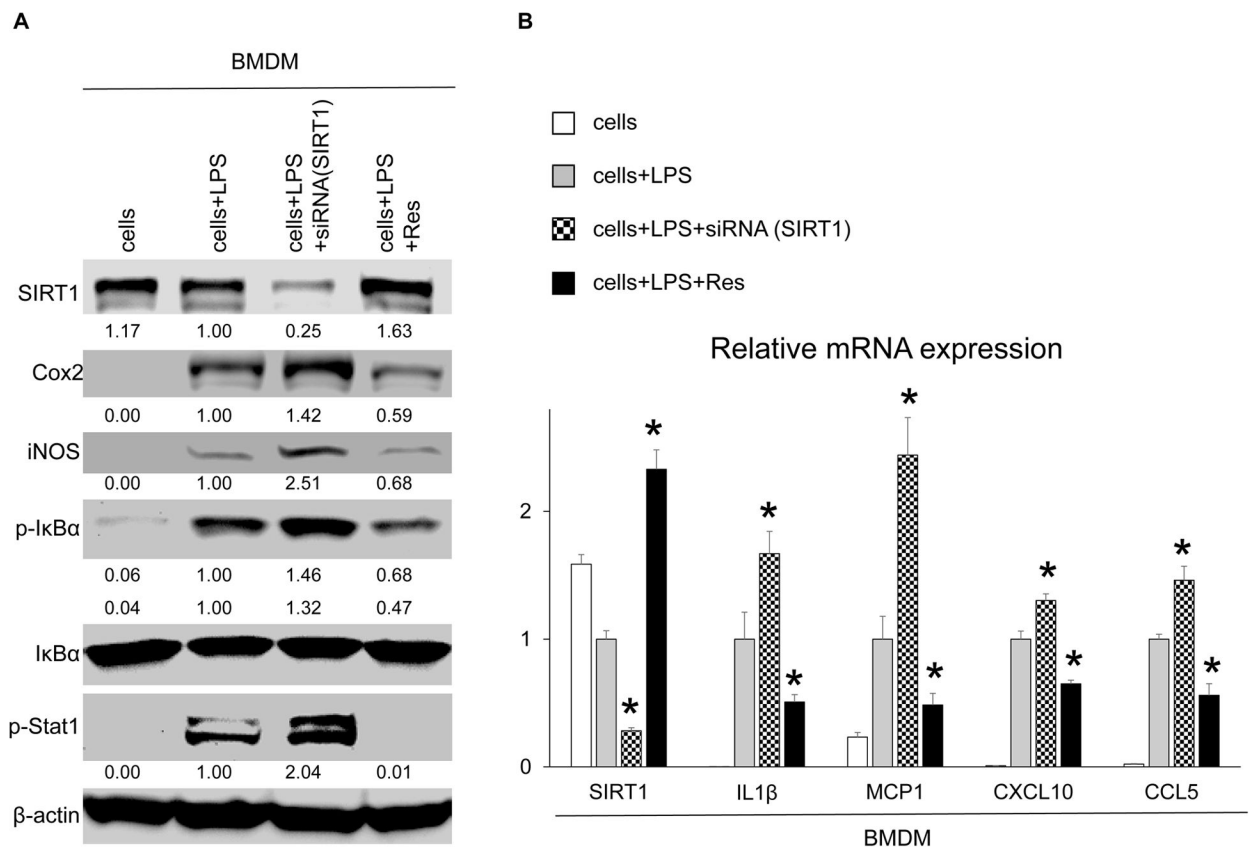 A
BMDM
cells
cells+LPS
cells+LPS
+siRNA(SIRT1)
cells+LPS
+Res
SIRT1
1.17 1.00 0.25 1.63
Cox2
0.00 1.00 1.42 0.59
iNOS
0.00 1.00 2.51 0.68
p-IκBα
0.06 1.00 1.46 0.68
0.04 1.00 1.32 0.47
IκBα
p-Stat1
0.00 1.00 2.04 0.01
β-actin
B
cells
cells+LPS
cells+LPS+siRNA (SIRT1)
cells+LPS+Res
Relative mRNA expression
2
1
0
* * * * * * * * * *
SIRT1 IL1β MCP1 CXCL10 CCL5
BMDM